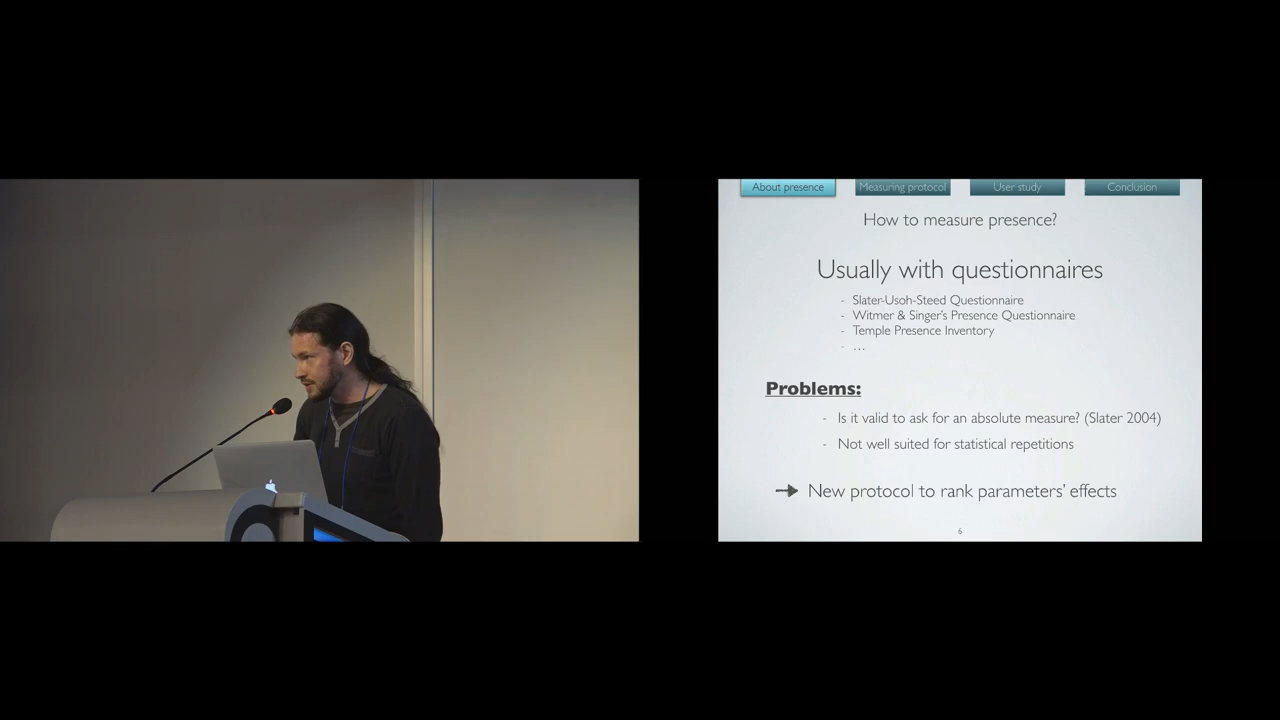 About presence
Measuring protocol
User study
Conclusion
How to measure presence?
Usually with questionnaires
- Slater-Usoh-Steed Questionnaire
- Witmer & Singer's Presence Questionnaire
- Temple Presence Inventory
- …
Problems:
- Is it valid to ask for an absolute measure? (Slater 2004)
- Not well suited for statistical repetitions
→ New protocol to rank parameters' effects
6